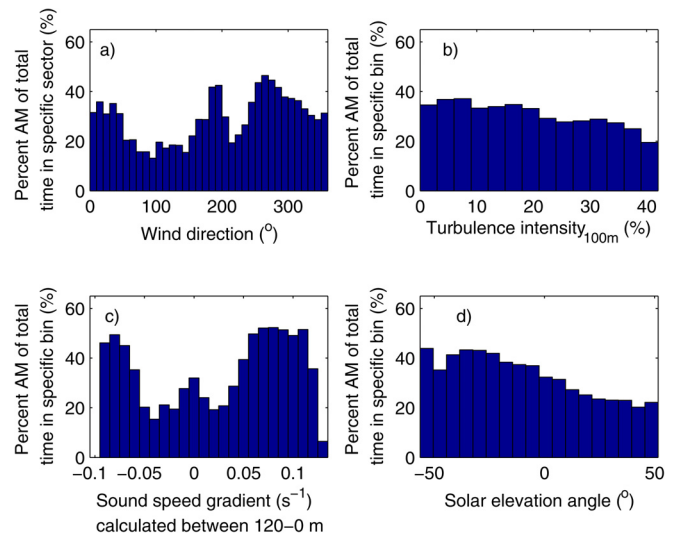 60
40
20
0
a)
Percent AM of total
time in specific sector (%)
0 100 200 300
Wind direction (°)
60
40
20
0
b)
Percent AM of total
time in specific bin (%)
0 10 20 30 40
Turbulence intensity100m (%)
60
40
20
0
c)
Percent AM of total
time in specific bin (%)
−0.1 −0.05 0 0.05 0.1
Sound speed gradient (s−1)
calculated between 120−0 m
60
40
20
0
d)
Percent AM of total
time in specific bin (%)
−50 0 50
Solar elevation angle (°)